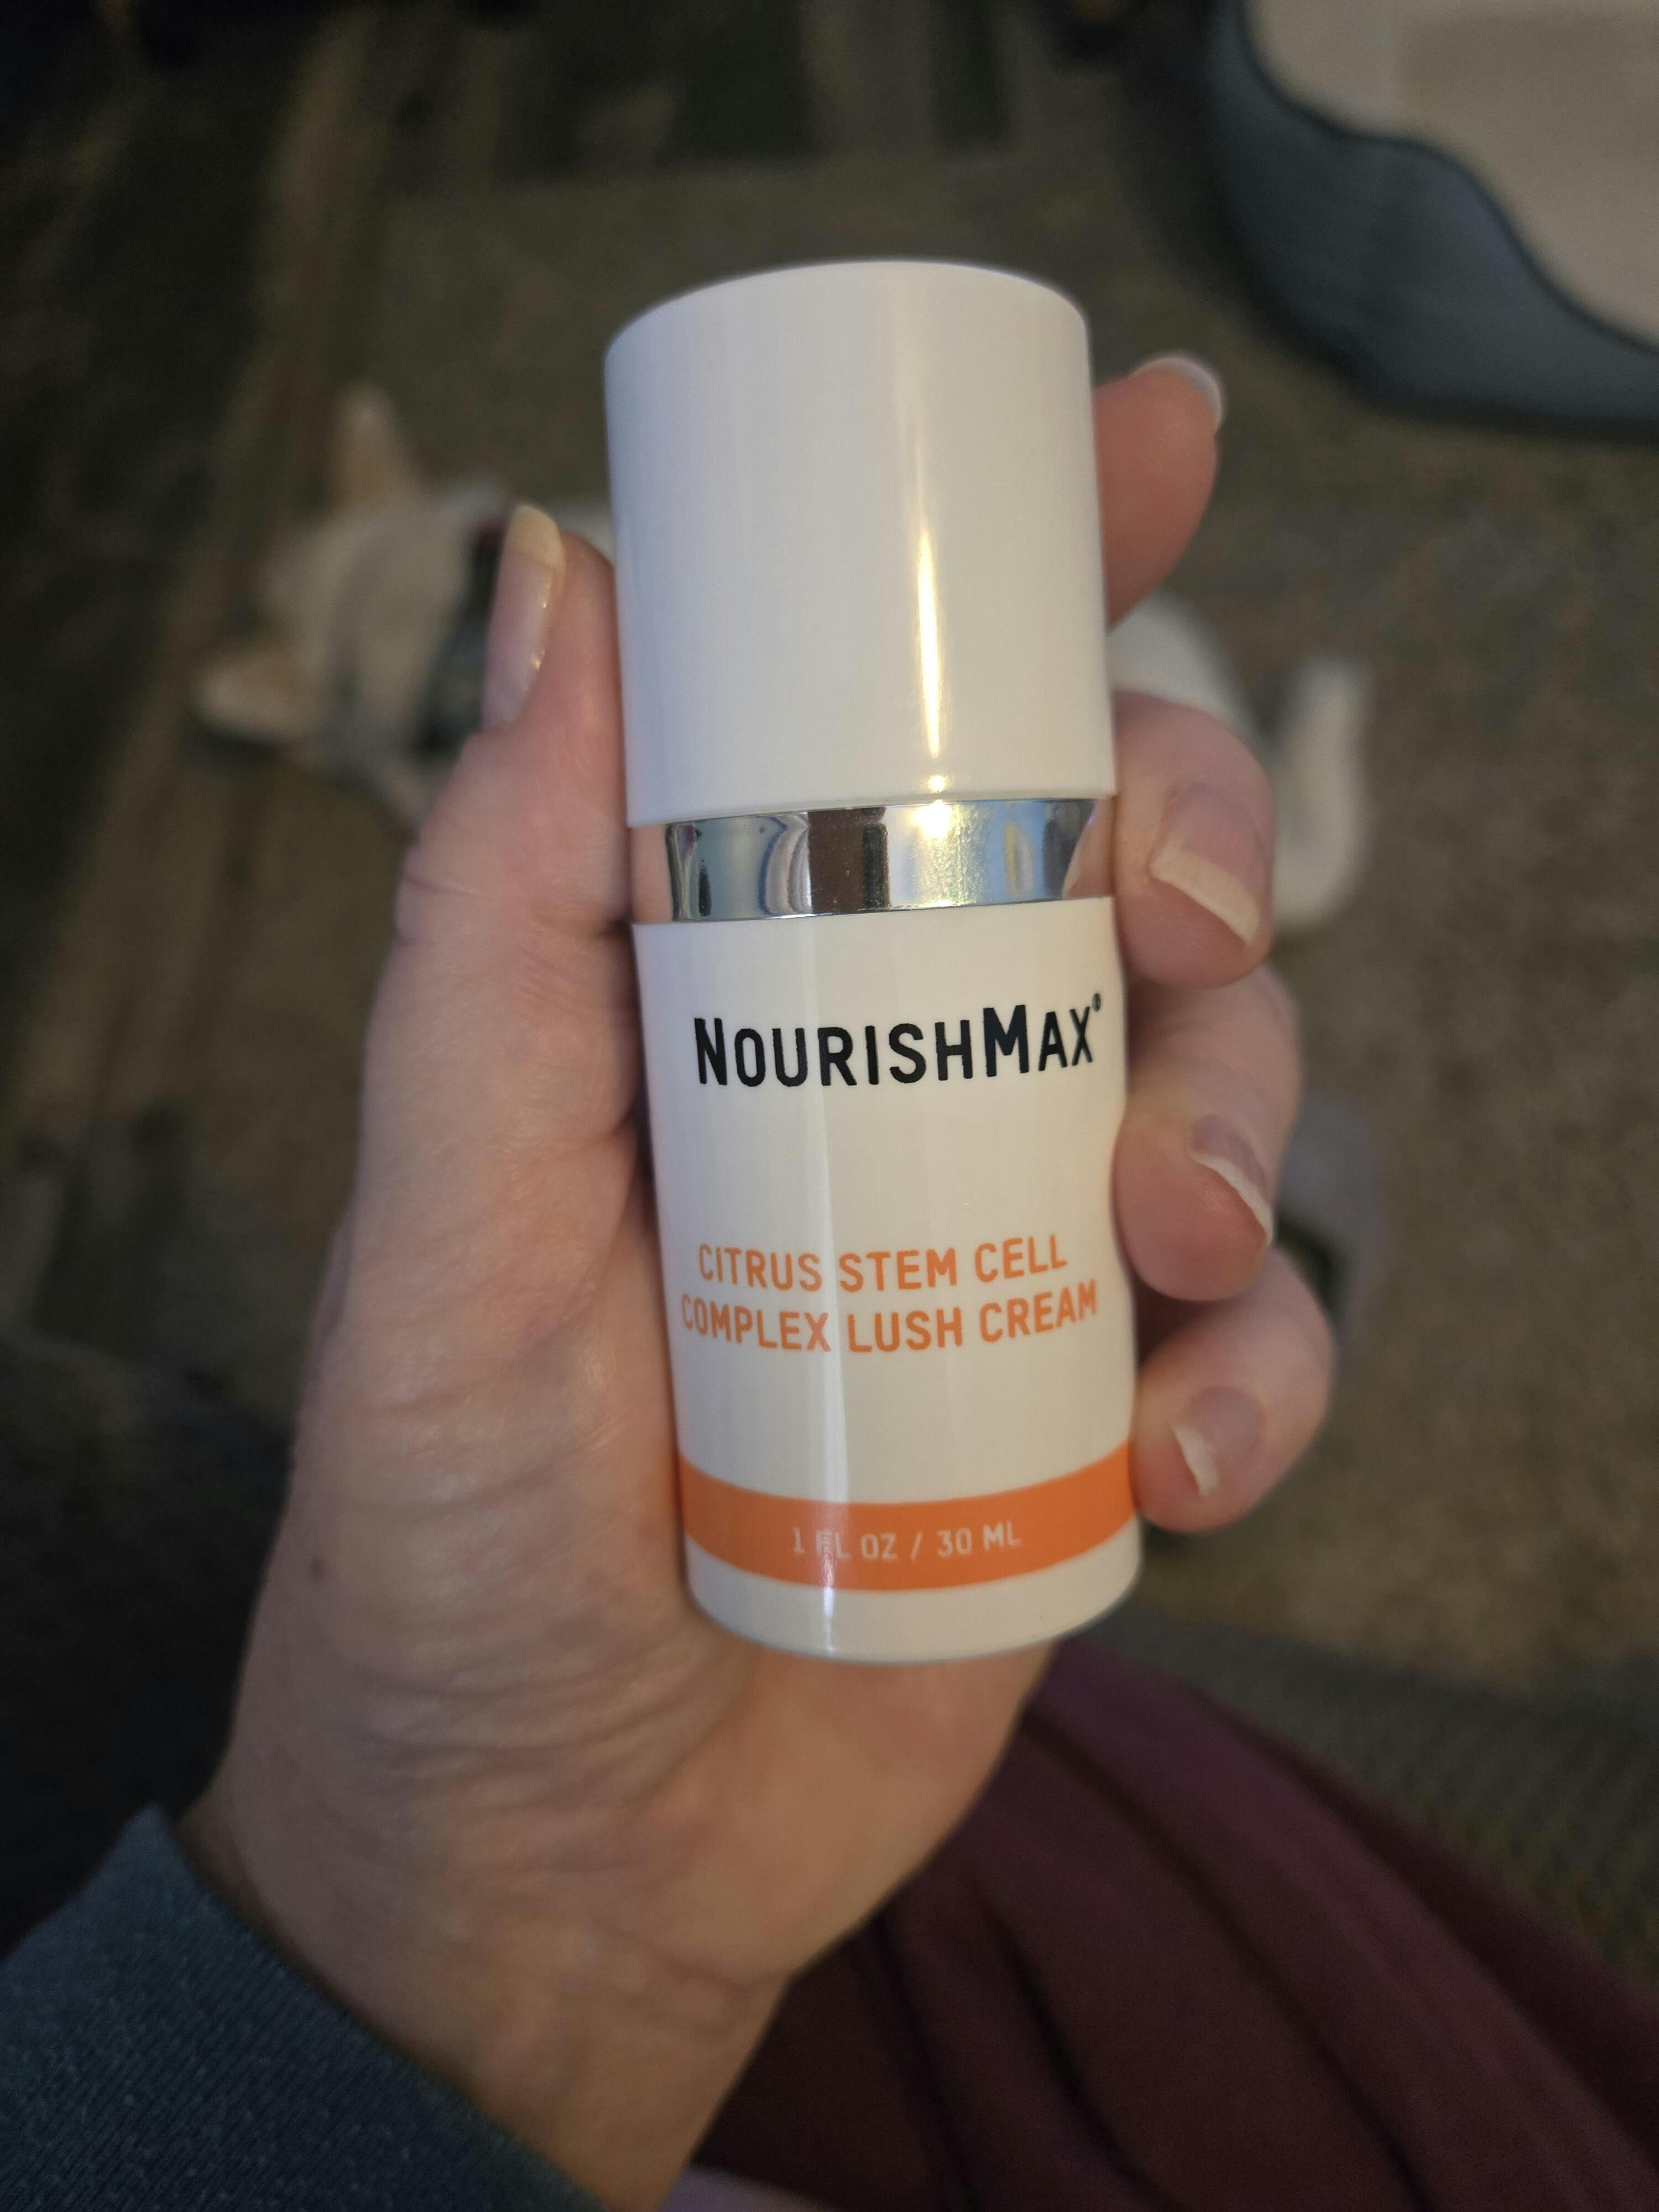 NOURISHMAX®
CITRUS STEM CELL
COMPLEX LUSH CREAM
1 FL OZ / 30 ML